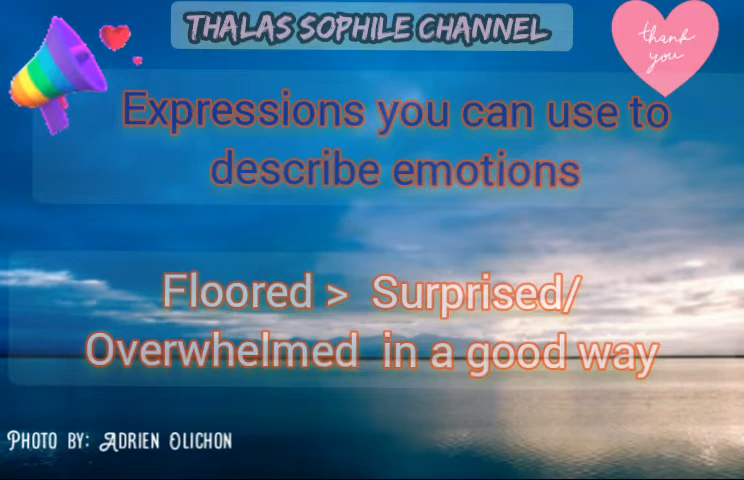 THALAS SOPHILE CHANNEL
thank
you
Expressions you can use to
describe emotions
Floored > Surprised/
Overwhelmed in a good way
PHOTO BY: ADRIEN OLICHON